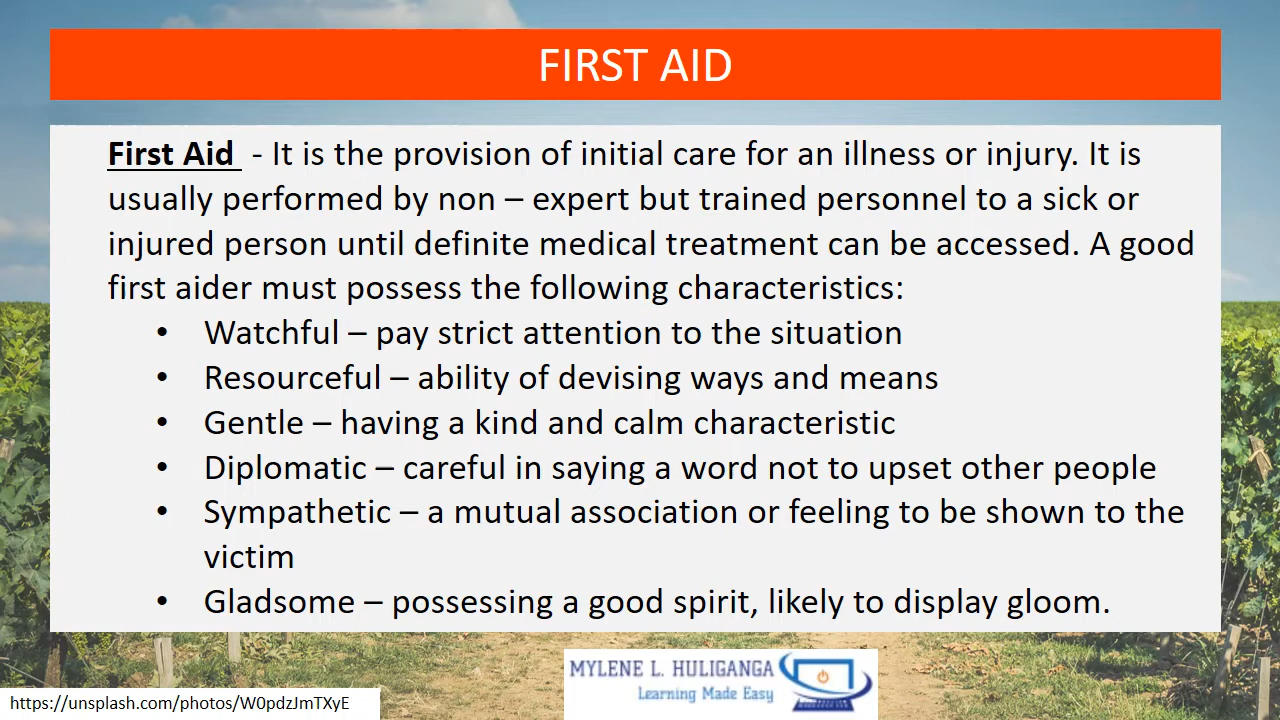 FIRST AID
First Aid - It is the provision of initial care for an illness or injury. It is
usually performed by non – expert but trained personnel to a sick or
injured person until definite medical treatment can be accessed. A good
first aider must possess the following characteristics:
• Watchful – pay strict attention to the situation
• Resourceful – ability of devising ways and means
• Gentle – having a kind and calm characteristic
• Diplomatic – careful in saying a word not to upset other people
• Sympathetic – a mutual association or feeling to be shown to the
victim
• Gladsome – possessing a good spirit, likely to display gloom.
MYLENE L. HULIGANGA
Learning Made Easy
https://unsplash.com/photos/W0pdzJmTXyE